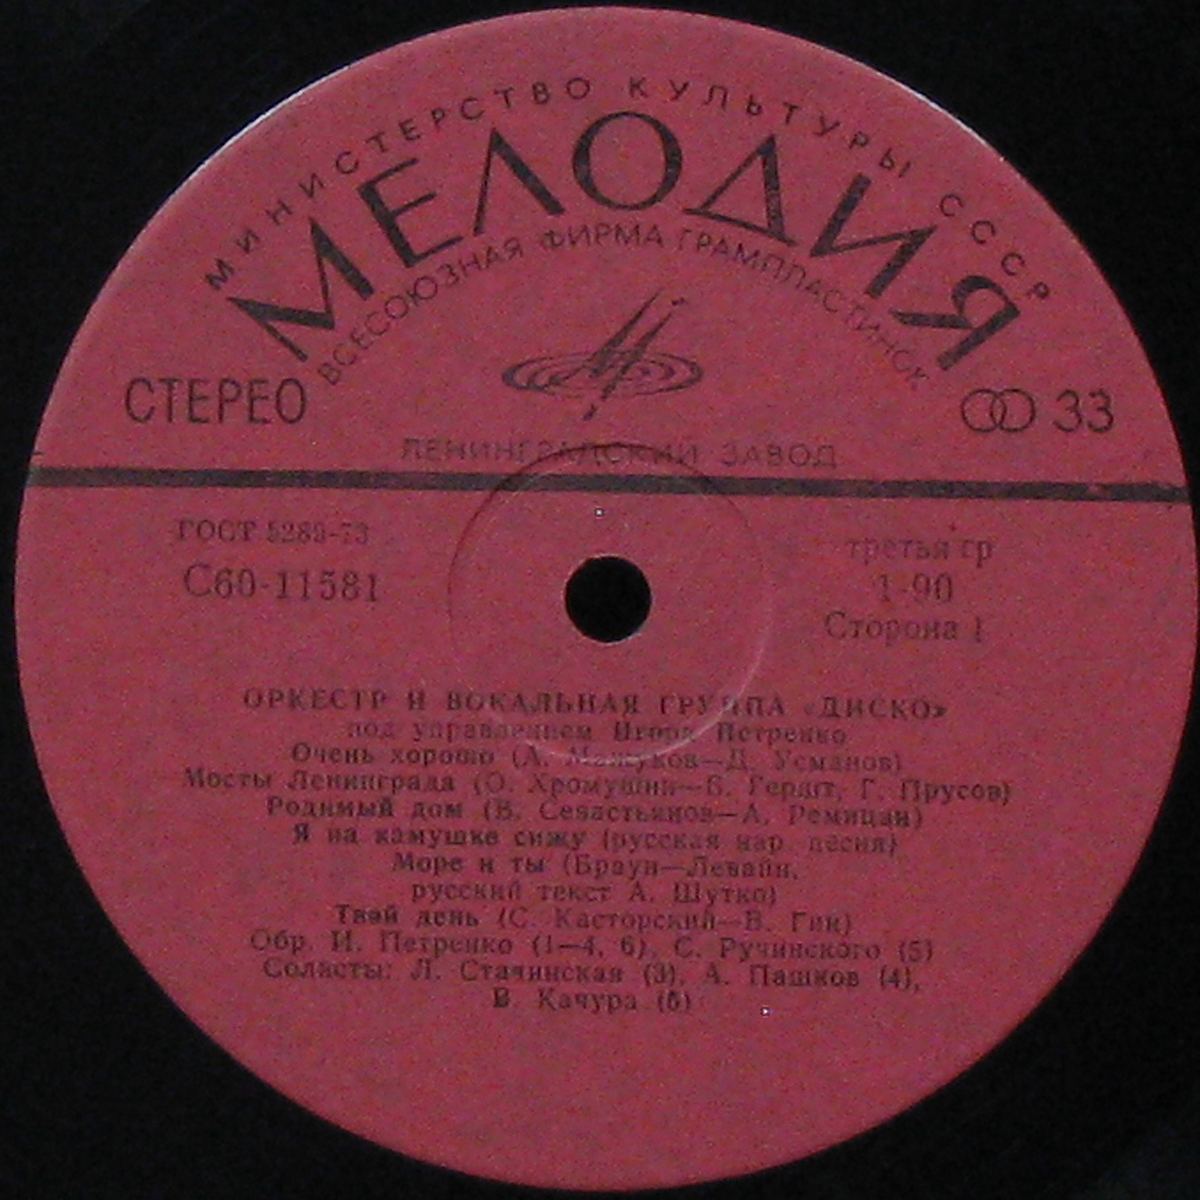 МИНИСТЕРСТВО КУЛЬТУРЫ СССР
МЕЛОДИЯ
ВСЕСОЮЗНАЯ ФИРМА ГРАМПЛАСТИНОК
СТЕРЕО
33
ЛЕНИНГРАДСКИЙ ЗАВОД
ГОСТ 5289-73
третья гр
С60-11581
1-90
Сторона 1
ОРКЕСТР И ВОКАЛЬНАЯ ГРУППА «ДИСКО»
под управлением Игоря Петренко
Очень хорошо (А. Мажуков—Д. Усманов)
Мосты Ленинграда (О. Хромушин—Б. Гершт, Г. Прусов)
Родимый дом (В. Севастьянов—А. Ремицан)
Я на камушке сижу (русская нар. песня)
Море и ты (Браун—Левайн,
русский текст А. Шутко)
Твой день (С. Касторский—В. Гин)
Обр. И. Петренко (1—4, 6), С. Ручинского (5)
Солисты: Л. Стачинская (3), А. Пашков (4),
В. Качура (5)